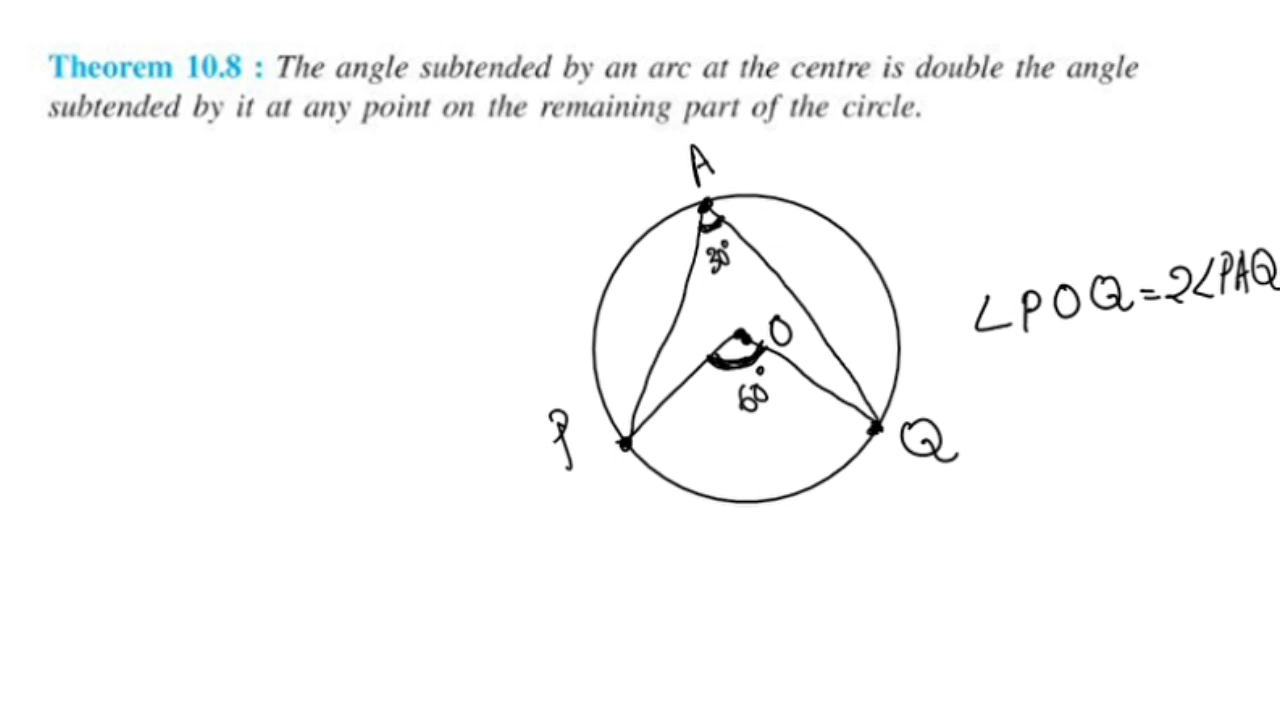 Theorem 10.8 : The angle subtended by an arc at the centre is double the angle
subtended by it at any point on the remaining part of the circle.
A
30°
O
60°
∠POQ=2∠PAQ
P
Q